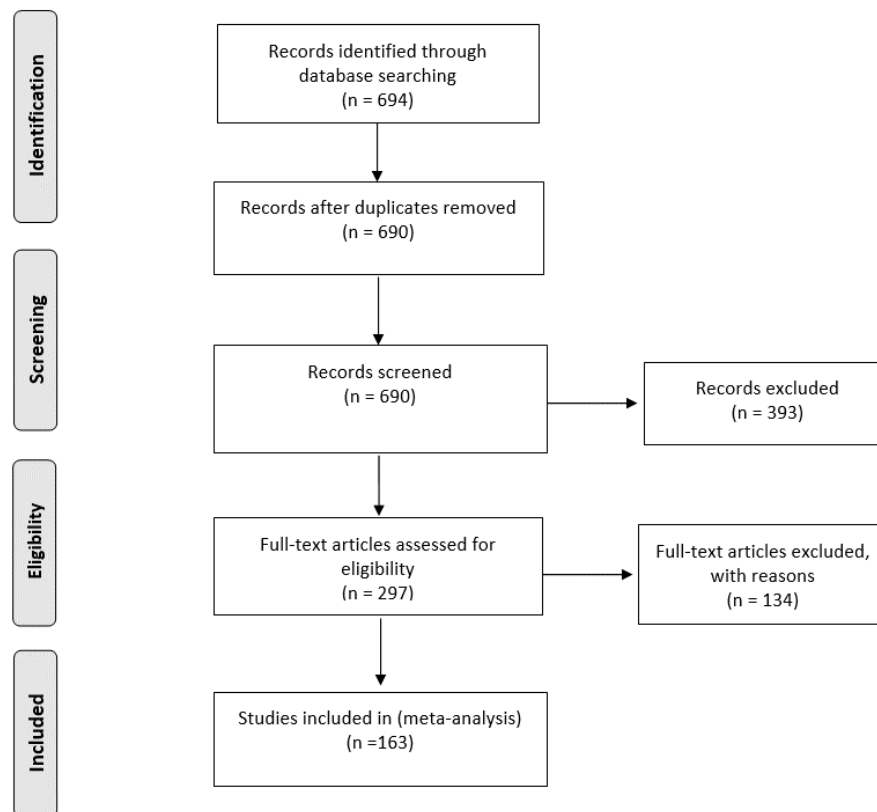 Identification
Records identified through
database searching
(n = 694)
Records after duplicates removed
(n = 690)
Screening
Records screened
(n = 690)
Records excluded
(n = 393)
Eligibility
Full-text articles assessed for
eligibility
(n = 297)
Full-text articles excluded,
with reasons
(n = 134)
Included
Studies included in (meta-analysis)
(n =163)